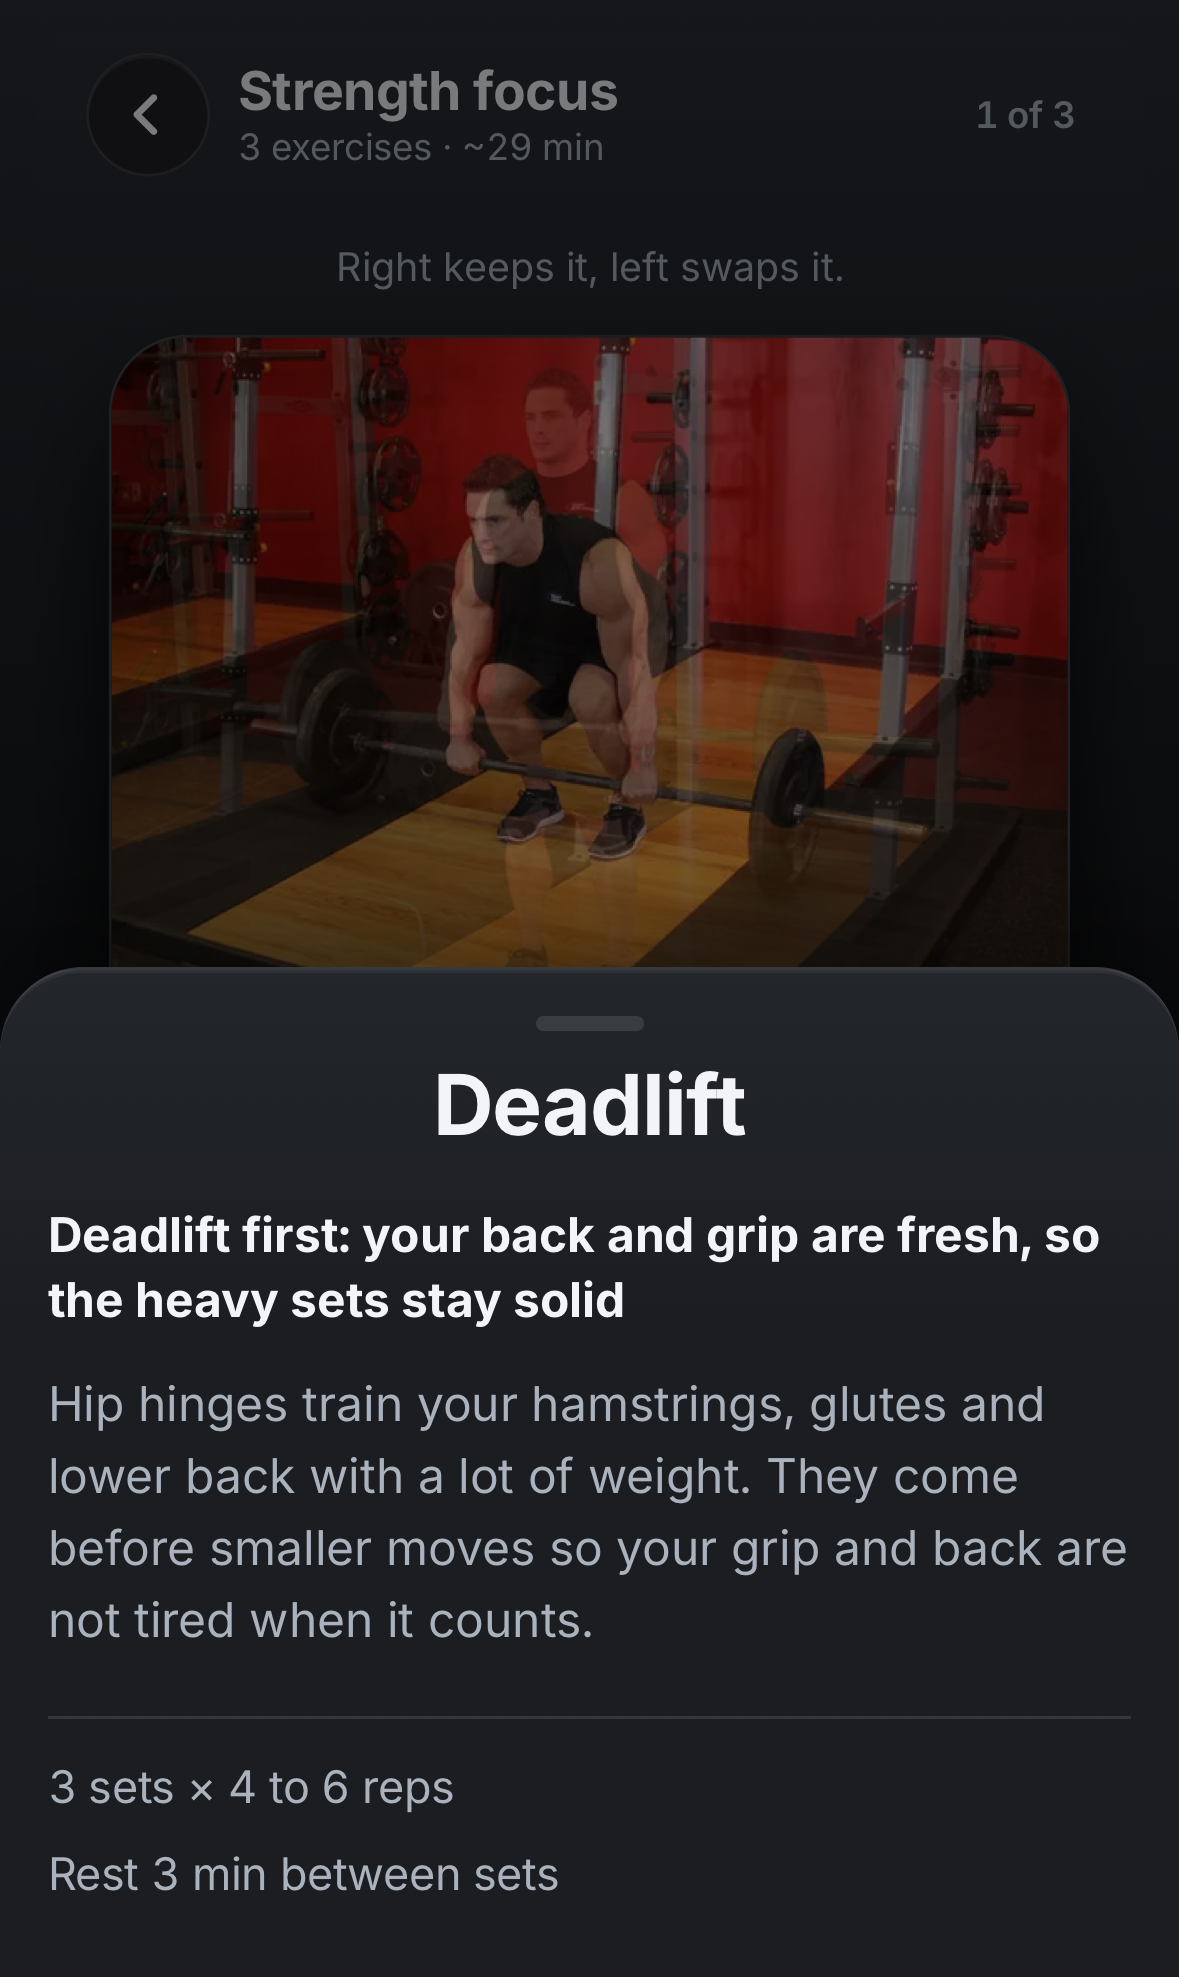 Strength focus
3 exercises · ~29 min
1 of 3
Right keeps it, left swaps it.
Deadlift
Deadlift first: your back and grip are fresh, so
the heavy sets stay solid
Hip hinges train your hamstrings, glutes and
lower back with a lot of weight. They come
before smaller moves so your grip and back are
not tired when it counts.
3 sets × 4 to 6 reps
Rest 3 min between sets